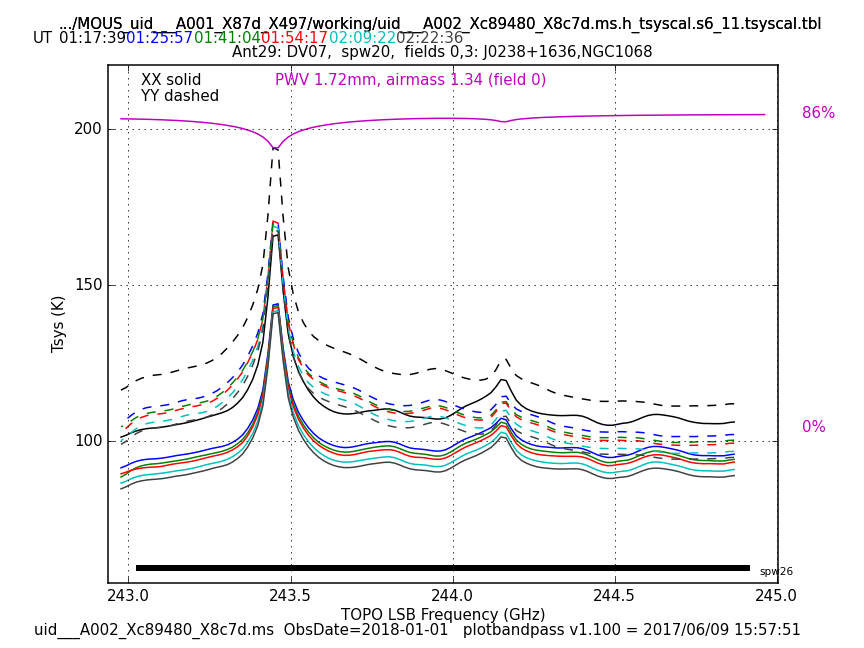 .../MOUS_uid___A001_X87d_X497/working/uid___A002_Xc89480_X8c7d.ms.h_tsyscal.s6_11.tsyscal.tbl
UT 01:17:39 01:25:57 01:41:04 01:54:17 02:09:22 02:22:36
Ant29: DV07,  spw20,  fields 0,3: J0238+1636,NGC1068
XX solid
PWV 1.72mm, airmass 1.34 (field 0)
YY dashed
86%
200
150
Tsys (K)
100
0%
spw26
243.0 243.5 244.0 244.5 245.0
TOPO LSB Frequency (GHz)
uid___A002_Xc89480_X8c7d.ms  ObsDate=2018-01-01   plotbandpass v1.100 = 2017/06/09 15:57:51